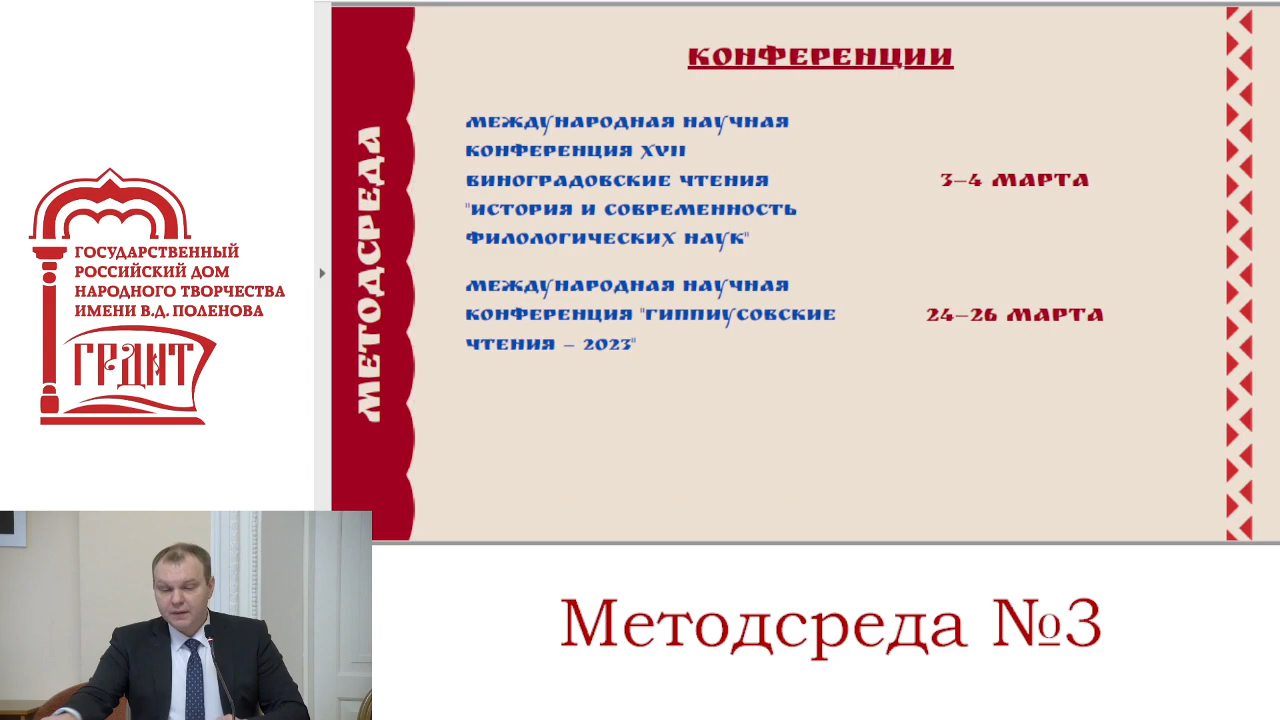 КОНФЕРЕНЦИИ
МЕЖДУНАРОДНАЯ НАУЧНАЯ
КОНФЕРЕНЦИЯ XVII
ВИНОГРАДОВСКИЕ ЧТЕНИЯ
"ИСТОРИЯ И СОВРЕМЕННОСТЬ
ФИЛОЛОГИЧЕСКИХ НАУК"
3–4 МАРТА
МЕЖДУНАРОДНАЯ НАУЧНАЯ
КОНФЕРЕНЦИЯ "ГИППИУСОВСКИЕ
ЧТЕНИЯ – 2023"
24–26 МАРТА
МЕТОДСРЕДА
ГОСУДАРСТВЕННЫЙ
РОССИЙСКИЙ ДОМ
НАРОДНОГО ТВОРЧЕСТВА
ИМЕНИ В.Д. ПОЛЕНОВА
ГРДНТ
Методсреда №3